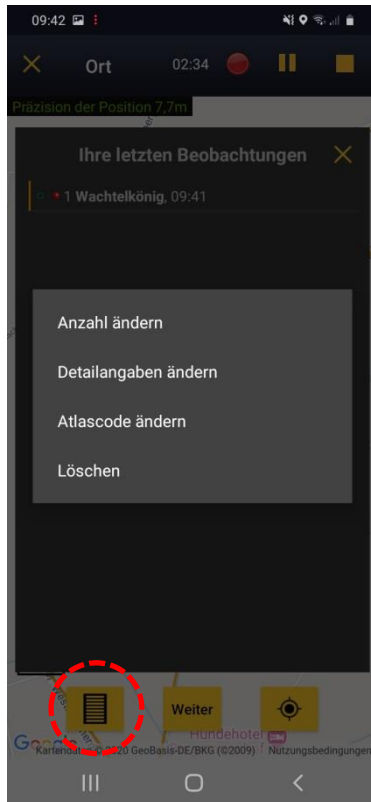 09:42
Ort 02:34
Präzision der Position 7,7m
Ihre letzten Beobachtungen
1 Wachtelkönig, 09:41
Anzahl ändern
Detailangaben ändern
Atlascode ändern
Löschen
Weiter
Hundehotel
Kartendaten © 2020 GeoBasis-DE/BKG (©2009) Nutzungsbedingungen